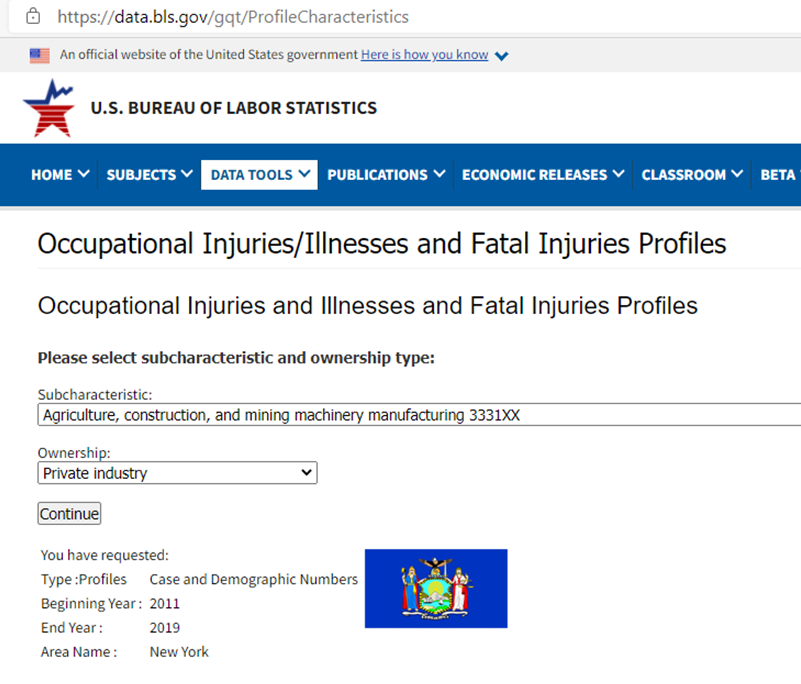 https://data.bls.gov/gqt/ProfileCharacteristics
An official website of the United States government Here is how you know
U.S. BUREAU OF LABOR STATISTICS
HOME SUBJECTS DATA TOOLS PUBLICATIONS ECONOMIC RELEASES CLASSROOM BETA
Occupational Injuries/Illnesses and Fatal Injuries Profiles
Occupational Injuries and Illnesses and Fatal Injuries Profiles
Please select subcharacteristic and ownership type:
Subcharacteristic:
Agriculture, construction, and mining machinery manufacturing 3331XX
Ownership:
Private industry
Continue
You have requested:
Type :Profiles Case and Demographic Numbers
Beginning Year : 2011
End Year : 2019
Area Name : New York